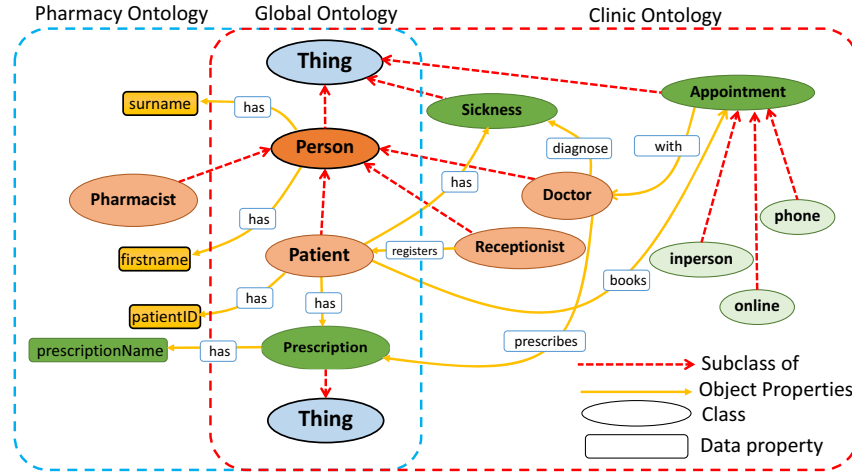 Pharmacy Ontology Global Ontology Clinic Ontology
Thing
surname
has
Sickness
Appointment
Person
diagnose
with
Pharmacist
has
Doctor
phone
has
firstname
Patient
registers
Receptionist
inperson
books
online
patientID
has
has
prescriptionName
has
Prescription
prescribes
Subclass of
Object Properties
Class
Data property
Thing